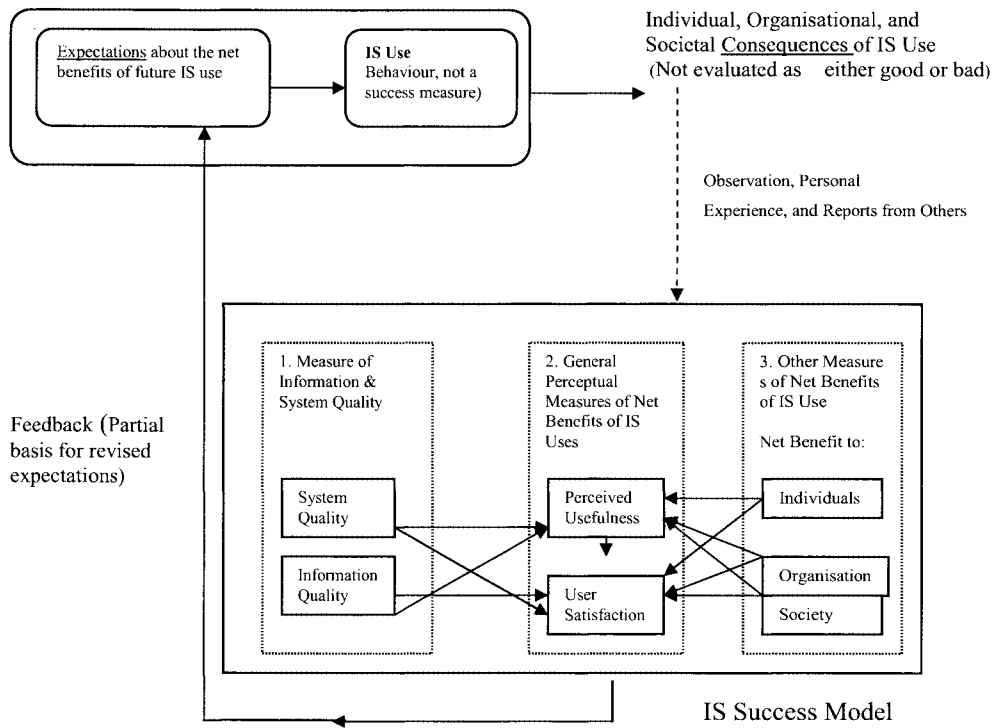 Expectations about the net
benefits of future IS use
IS Use
Behaviour, not a
success measure)
Individual, Organisational, and
Societal Consequences of IS Use
(Not evaluated as either good or bad)
Observation, Personal
Experience, and Reports from Others
Feedback (Partial
basis for revised
expectations)
1. Measure of
Information &
System Quality
System
Quality
Information
Quality
2. General
Perceptual
Measures of Net
Benefits of IS
Uses
Perceived
Usefulness
User
Satisfaction
3. Other Measure
s of Net Benefits
of IS Use
Net Benefit to:
Individuals
Organisation
Society
IS Success Model